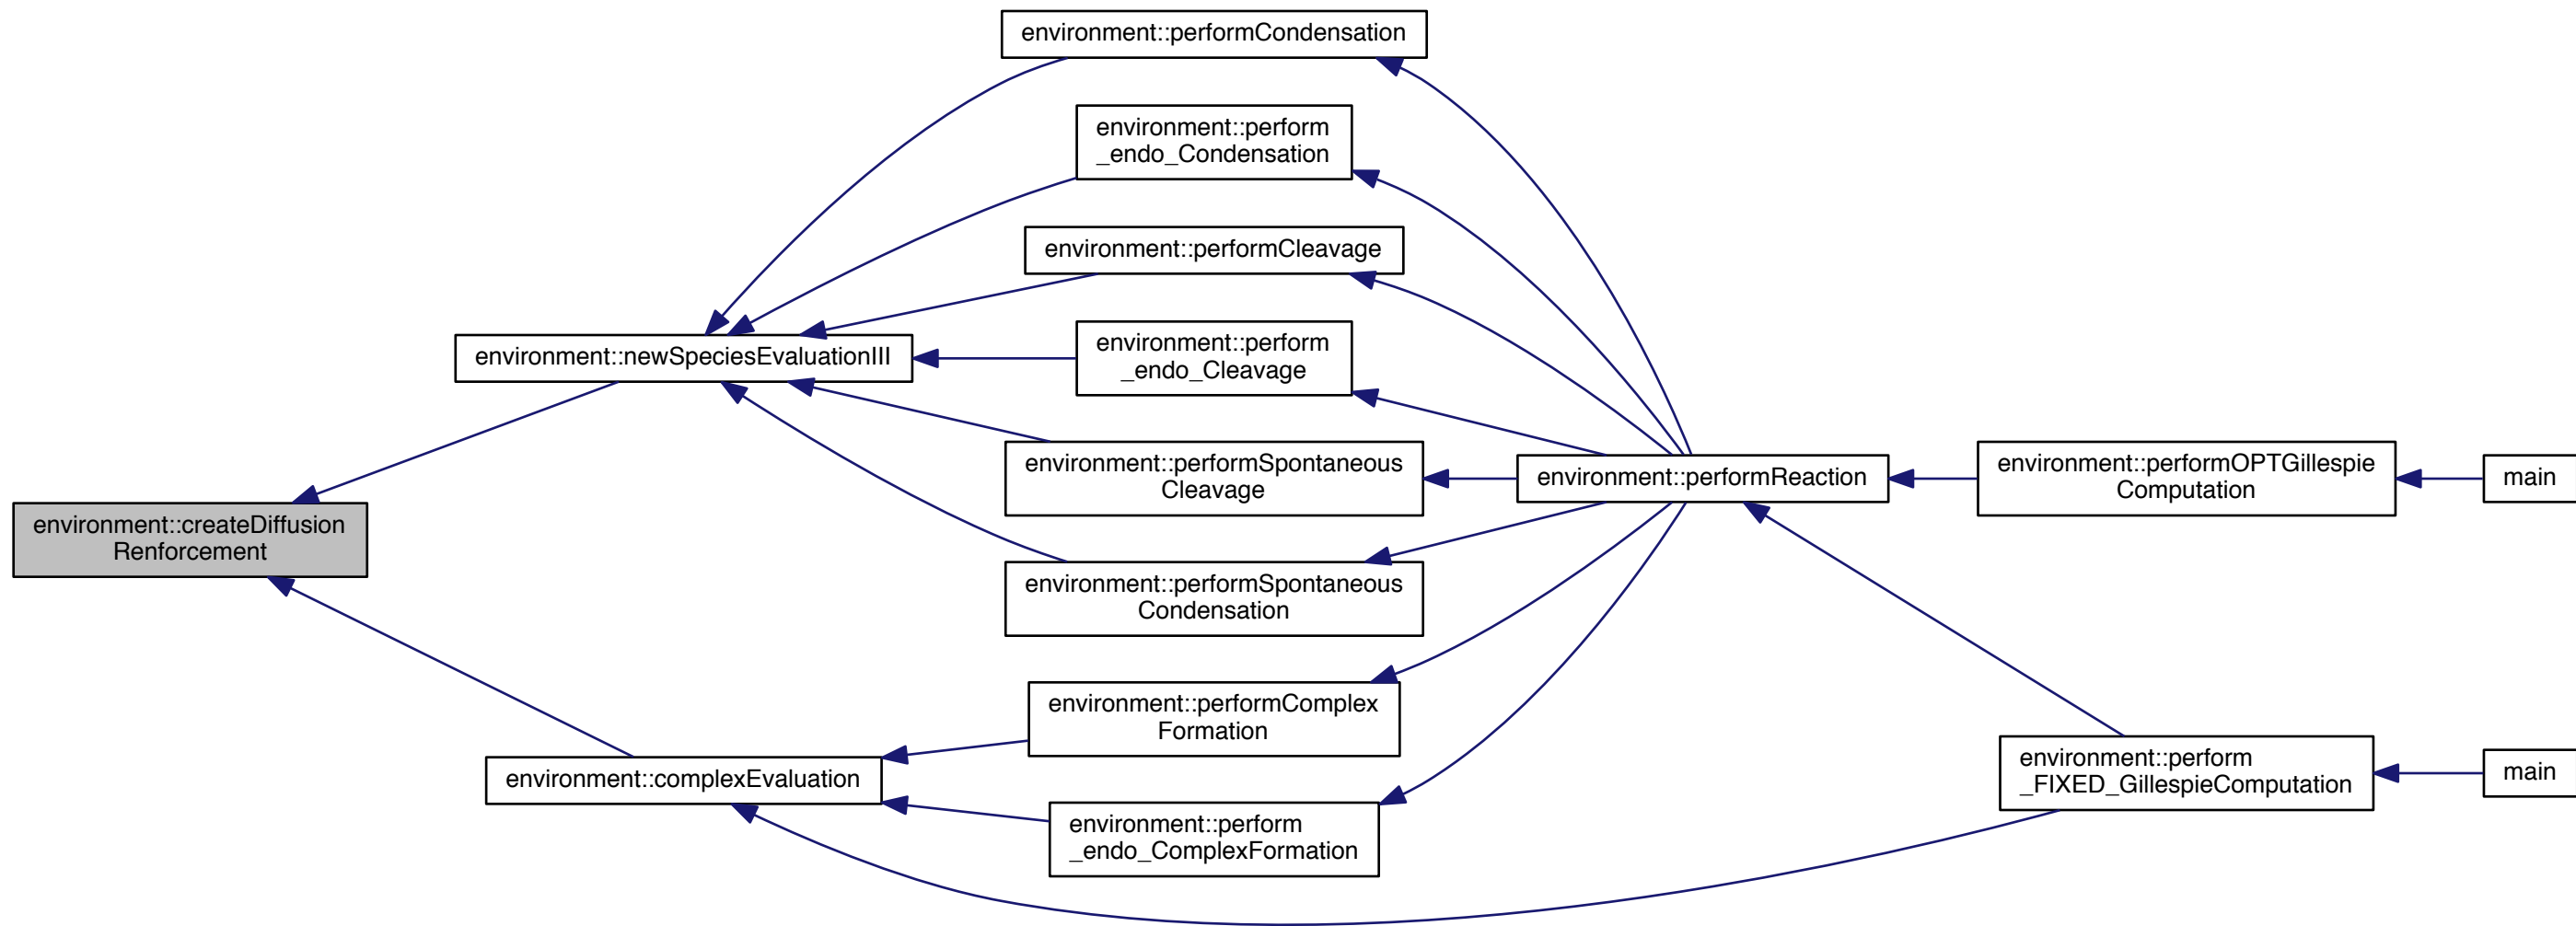 environment::performCondensation
environment::perform
_endo_Condensation
environment::performCleavage
environment::newSpeciesEvaluationIII
environment::perform
_endo_Cleavage
environment::performSpontaneous
Cleavage
environment::performReaction
environment::performOPTGillespie
Computation
main
environment::createDiffusion
Renforcement
environment::performSpontaneous
Condensation
environment::performComplex
Formation
environment::complexEvaluation
environment::perform
_endo_ComplexFormation
environment::perform
_FIXED_GillespieComputation
main